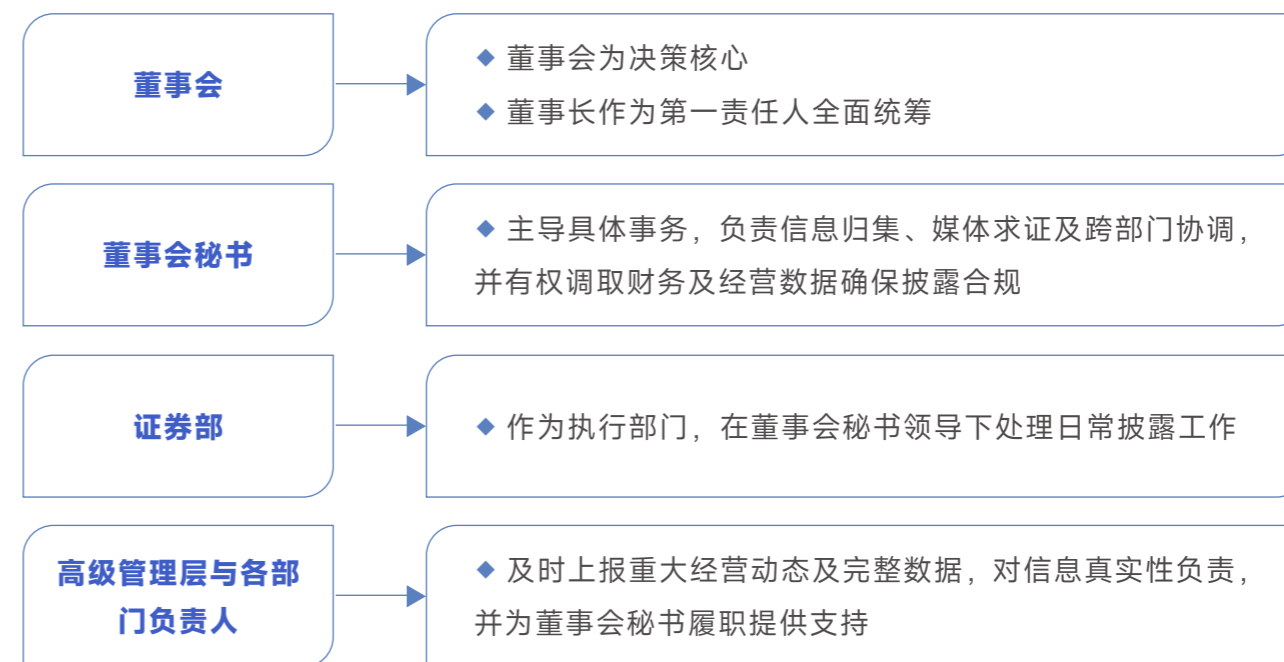 董事会
◆ 董事会为决策核心
◆ 董事长作为第一责任人全面统筹
董事会秘书
◆ 主导具体事务，负责信息归集、媒体求证及跨部门协调，
并有权调取财务及经营数据确保披露合规
证券部
◆ 作为执行部门，在董事会秘书领导下处理日常披露工作
高级管理层与各部
门负责人
◆ 及时上报重大经营动态及完整数据，对信息真实性负责，
并为董事会秘书履职提供支持